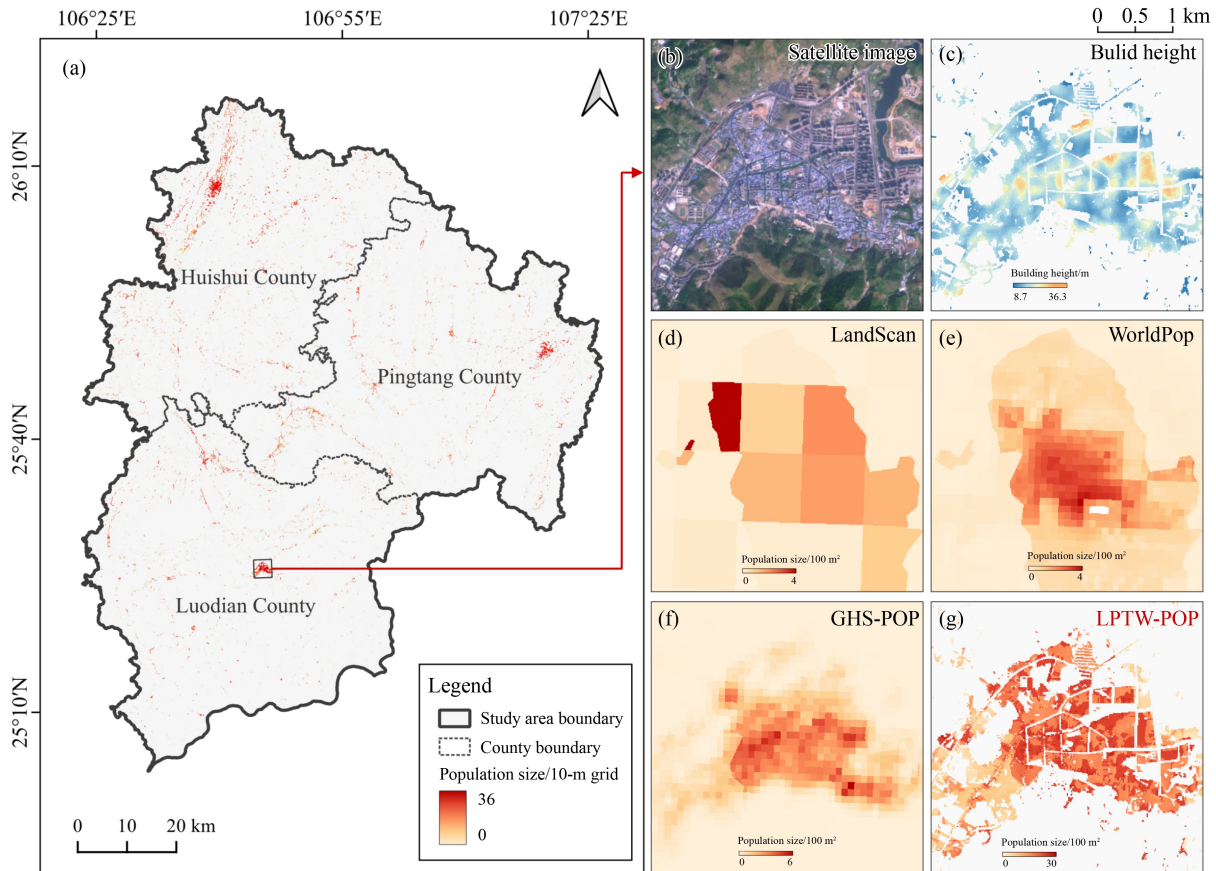 106°25′E
106°55′E
107°25′E
0 0.5 1 km
26°10′N
25°40′N
25°10′N
(a)
Huishui County
Pingtang County
Luodian County
Legend
Study area boundary
County boundary
Population size/10-m grid
36
0
0 10 20 km
(b)
Satellite image
(c)
Bulid height
Building height/m
8.7 36.3
(d)
LandScan
Population size/100 m²
0 4
(e)
WorldPop
Population size/100 m²
0 4
(f)
GHS-POP
Population size/100 m²
0 6
(g)
LPTW-POP
Population size/100 m²
0 30